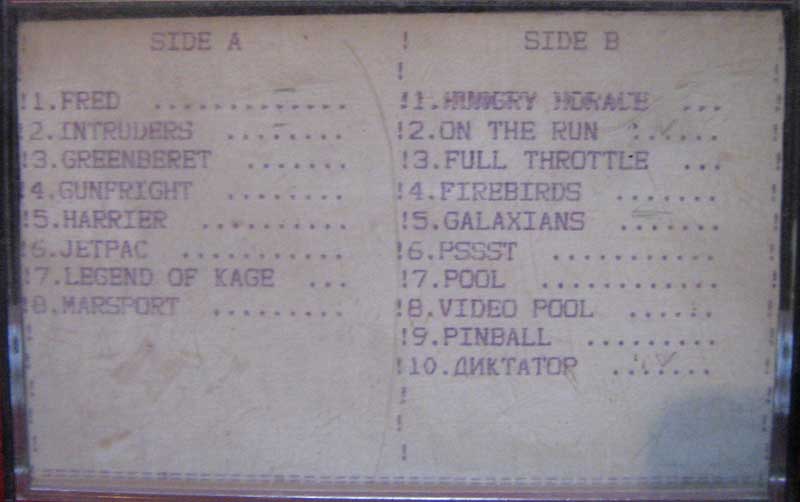 SIDE A ! SIDE B
!
!1.FRED ............. !1.HUNGRY HORACE ...
!2.INTRUDERS ........ !2.ON THE RUN ......
!3.GREENBERET ....... !3.FULL THROTTLE ...
!4.GUNFRIGHT ........ !4.FIREBIRDS .......
!5.HARRIER .......... !5.GALAXIANS .......
!6.JETPAC ........... !6.PSSST ...........
!7.LEGEND OF KAGE ... !7.POOL ............
!8.MARSPORT ......... !8.VIDEO POOL ......
!9.PINBALL .........
!10.ДИКТАТОР .......
!
!
!